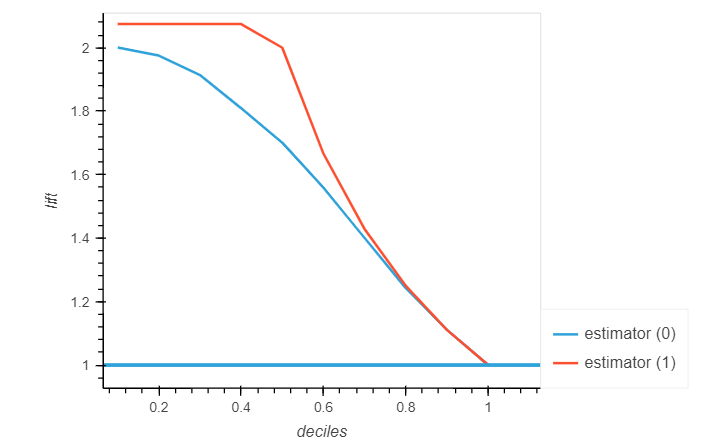 2
1.8
1.6
1.4
1.2
1
lift
0.2
0.4
0.6
0.8
1
deciles
estimator (0)
estimator (1)